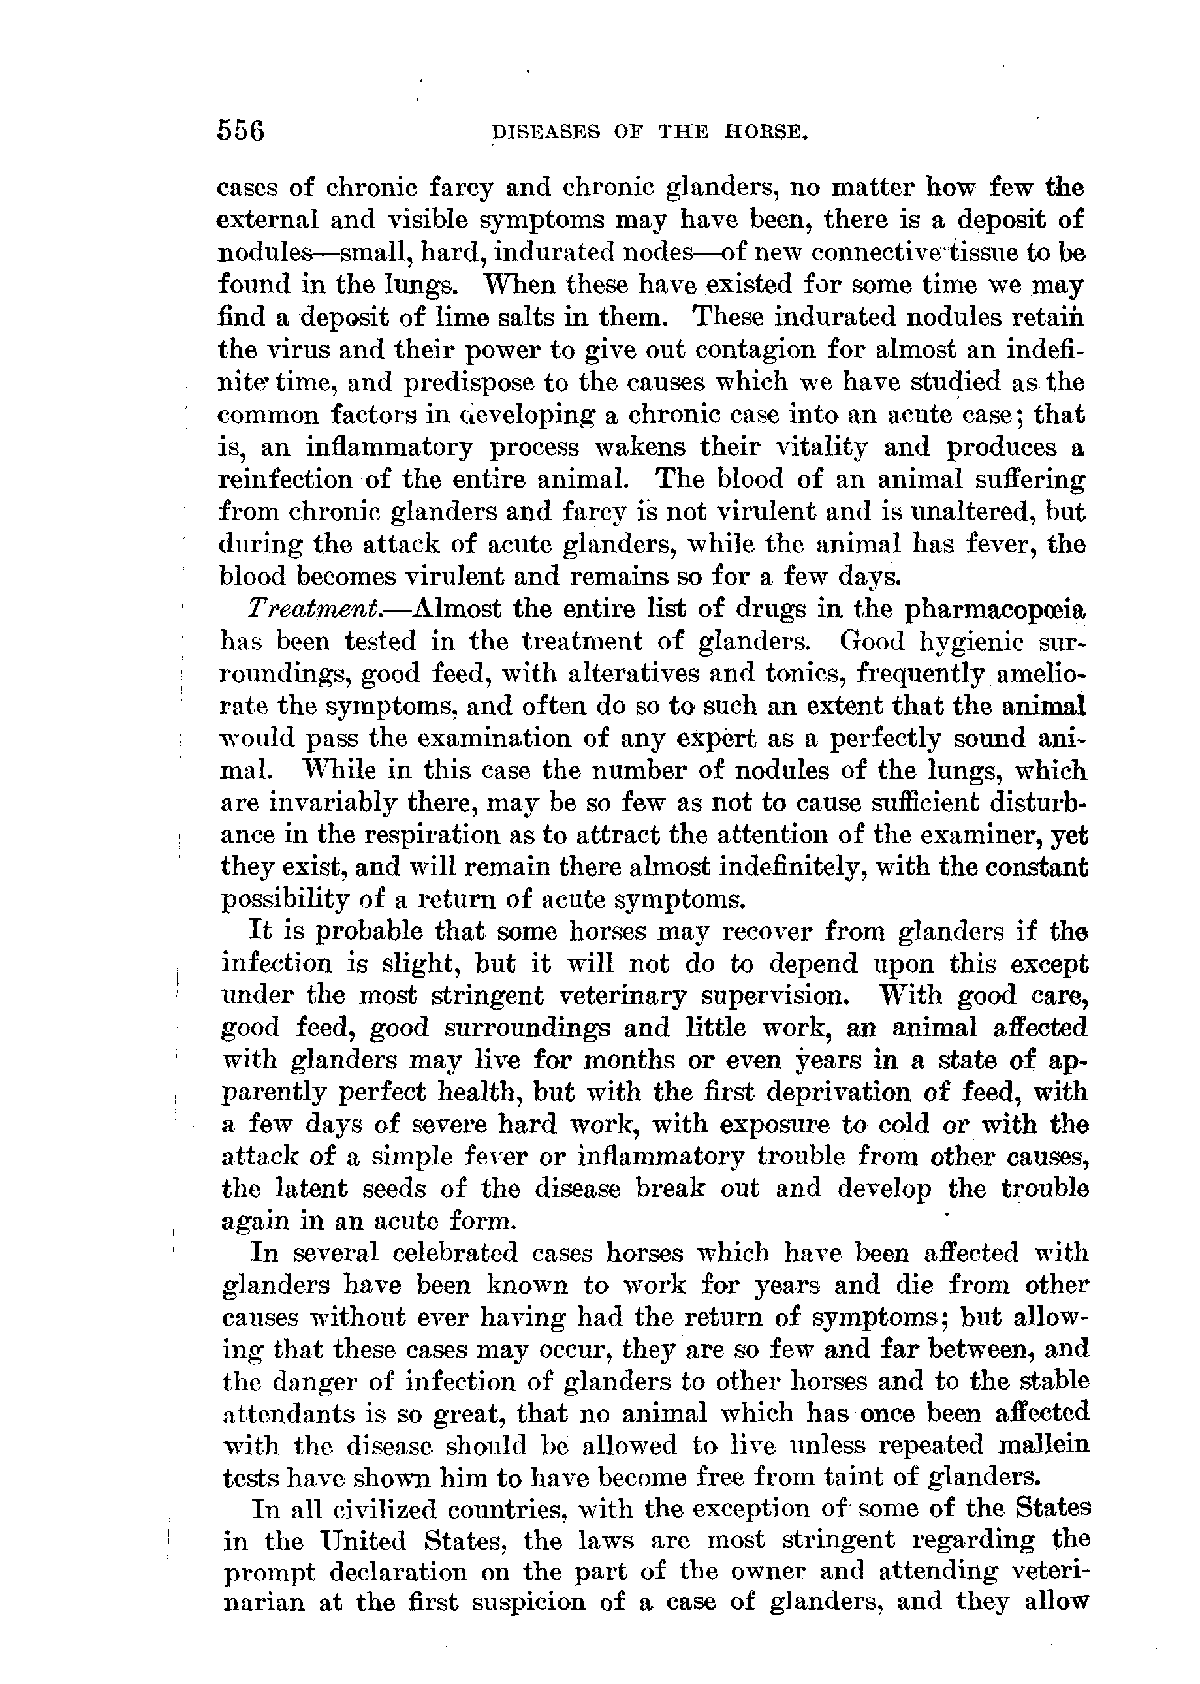 556 DISEASES OF THE HORSE.
cases of chronic farcy and chronic glanders, no matter how few the
external and visible symptoms may have been, there is a deposit of
nodules—small, hard, indurated nodes—of new connective tissue to be
found in the lungs. When these have existed for some time we may
find a deposit of lime salts in them. These indurated nodules retain
the virus and their power to give out contagion for almost an indefi-
nite time, and predispose to the causes which we have studied as the
common factors in developing a chronic case into an acute case; that
is, an inflammatory process wakens their vitality and produces a
reinfection of the entire animal. The blood of an animal suffering
from chronic glanders and farcy is not virulent and is unaltered, but
during the attack of acute glanders, while the animal has fever, the
blood becomes virulent and remains so for a few days.
Treatment.—Almost the entire list of drugs in the pharmacopœia
has been tested in the treatment of glanders. Good hygienic sur-
roundings, good feed, with alteratives and tonics, frequently amelio-
rate the symptoms, and often do so to such an extent that the animal
would pass the examination of any expert as a perfectly sound ani-
mal. While in this case the number of nodules of the lungs, which
are invariably there, may be so few as not to cause sufficient disturb-
ance in the respiration as to attract the attention of the examiner, yet
they exist, and will remain there almost indefinitely, with the constant
possibility of a return of acute symptoms.
It is probable that some horses may recover from glanders if the
infection is slight, but it will not do to depend upon this except
under the most stringent veterinary supervision. With good care,
good feed, good surroundings and little work, an animal affected
with glanders may live for months or even years in a state of ap-
parently perfect health, but with the first deprivation of feed, with
a few days of severe hard work, with exposure to cold or with the
attack of a simple fever or inflammatory trouble from other causes,
the latent seeds of the disease break out and develop the trouble
again in an acute form.
In several celebrated cases horses which have been affected with
glanders have been known to work for years and die from other
causes without ever having had the return of symptoms; but allow-
ing that these cases may occur, they are so few and far between, and
the danger of infection of glanders to other horses and to the stable
attendants is so great, that no animal which has once been affected
with the disease should be allowed to live unless repeated mallein
tests have shown him to have become free from taint of glanders.
In all civilized countries, with the exception of some of the States
in the United States, the laws are most stringent regarding the
prompt declaration on the part of the owner and attending veteri-
narian at the first suspicion of a case of glanders, and they allow